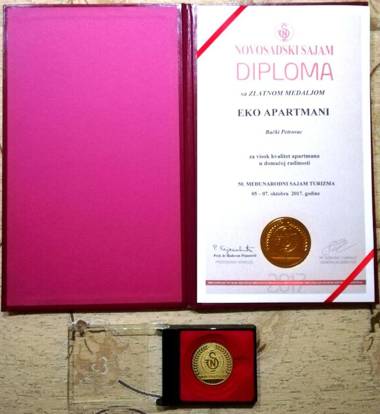 NOVOSADSKI SAJAM
DIPLOMA
sa ZLATNOM MEDALJOM
EKO APARTMANI
Bački Petrovac
za visok kvalitet apartmana
u domaćoj radinosti
50. MEĐUNARODNI SAJAM TURIZMA
05 - 07. oktobra 2017. godine
2017